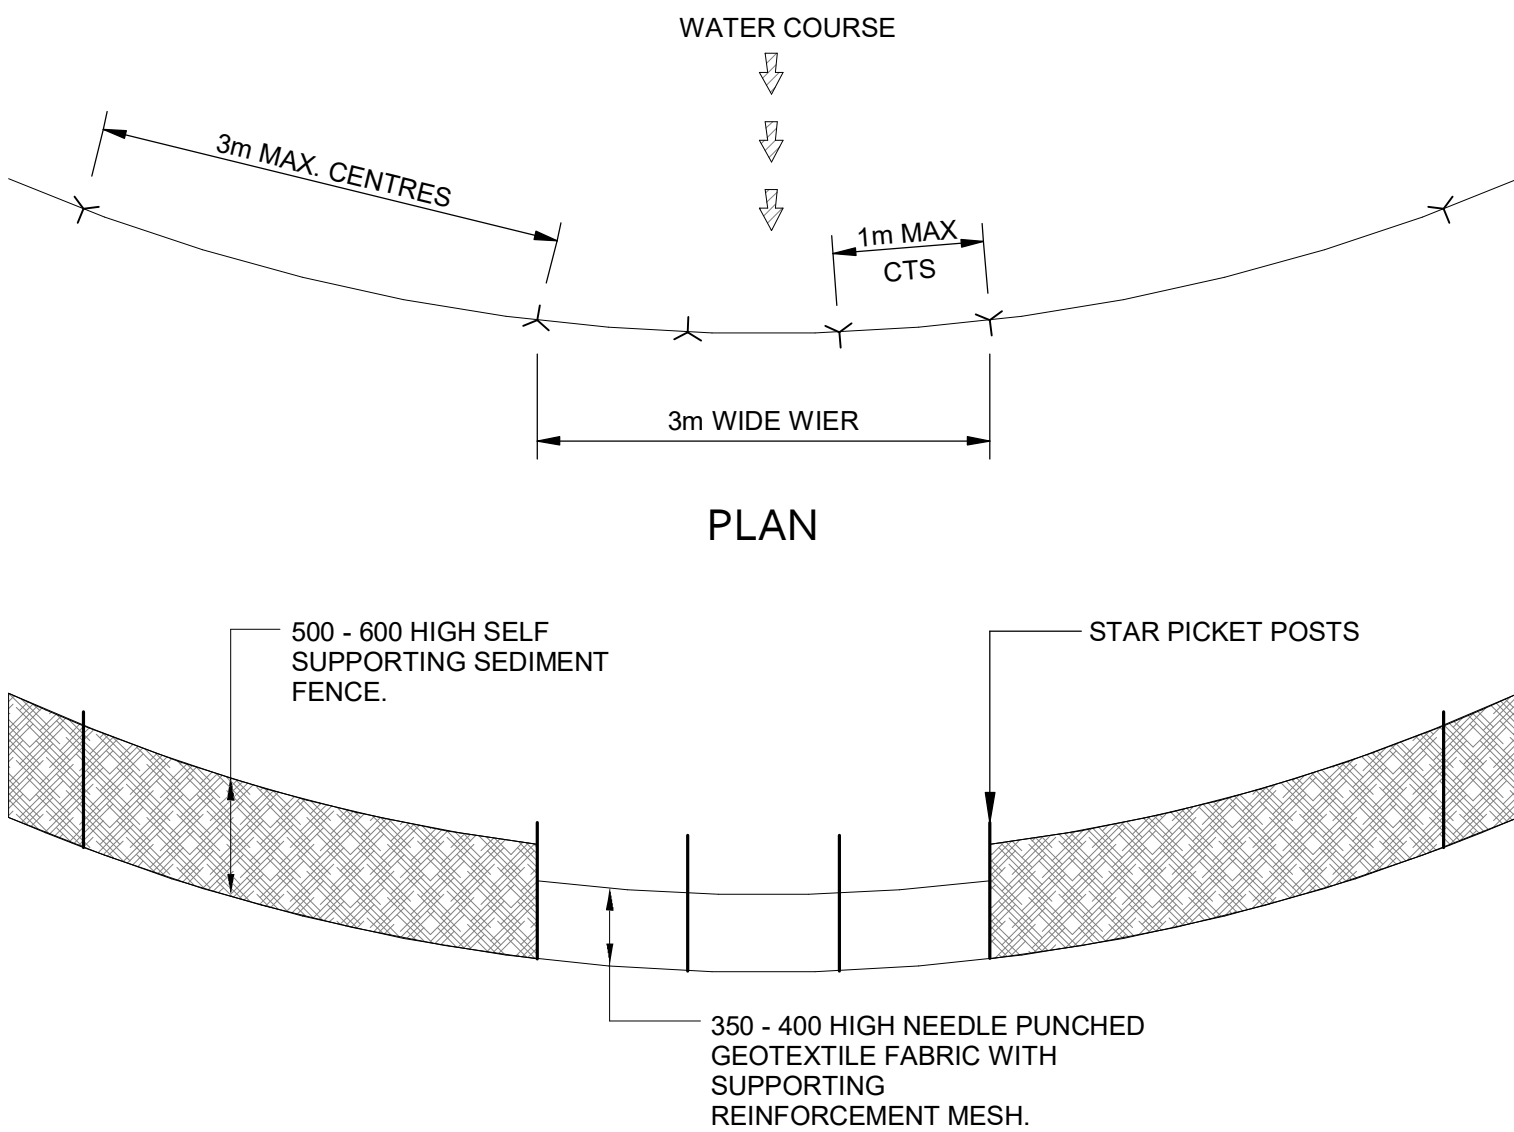 WATER COURSE
3m MAX. CENTRES
1m MAX
CTS
3m WIDE WIER
PLAN
500 - 600 HIGH SELF
SUPPORTING SEDIMENT
FENCE.
STAR PICKET POSTS
350 - 400 HIGH NEEDLE PUNCHED
GEOTEXTILE FABRIC WITH
SUPPORTING
REINFORCEMENT MESH.